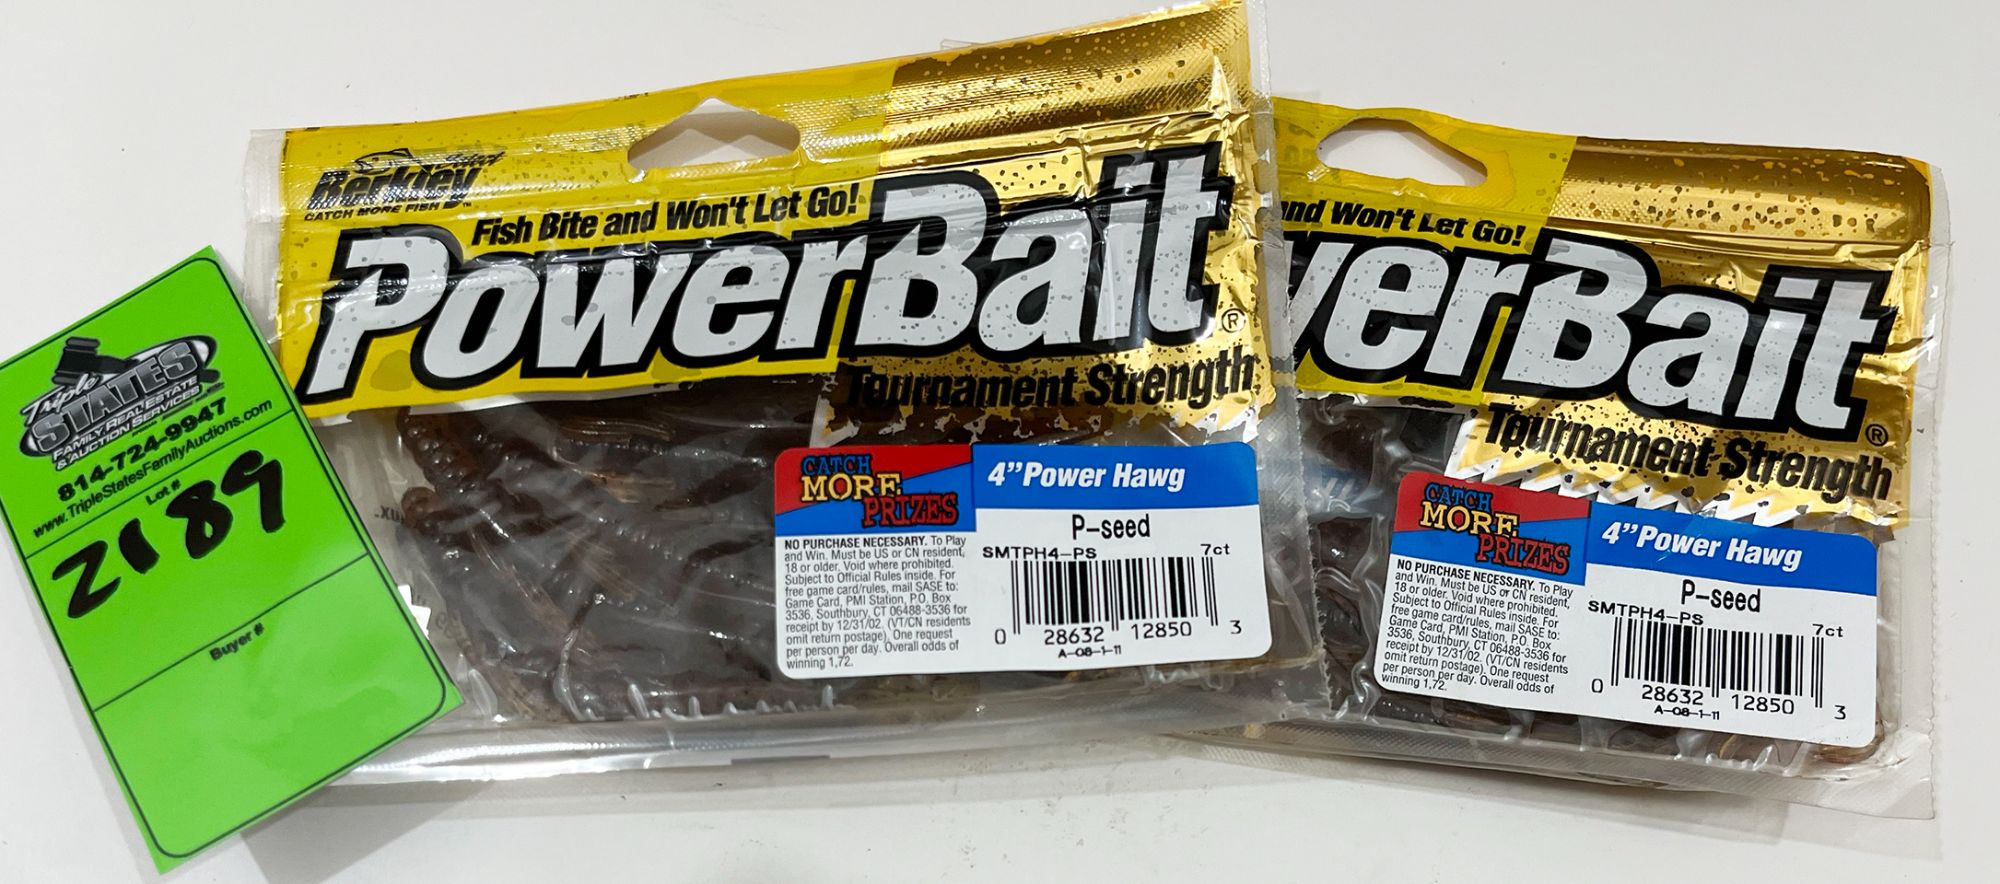 Triple
STATES
FAMILY REAL ESTATE
& AUCTION SERVICES
814-724-9947
www.TripleStatesFamilyAuctions.com
Lot #
2189
Buyer #
Berkley
CATCH MORE FISH™
Fish Bite and Won't Let Go!
PowerBait®
Tournament Strength
CATCH
MORE
PRIZES
4” Power Hawg
P-seed
SMTPH4-PS 7ct
NO PURCHASE NECESSARY. To Play
and Win. Must be US or CN resident,
18 or older. Void where prohibited.
Subject to Official Rules inside. For
free game card/rules, mail SASE to:
Game Card, PMI Station, P.O. Box
3536, Southbury, CT 06488-3536 for
receipt by 12/31/02. (VT/CN residents
omit return postage). One request
per person per day. Overall odds of
winning 1,72.
0 28632 12850 3
A-08-1-11
and Won't Let Go!
werBait®
Tournament Strength
CATCH
MORE
PRIZES
4” Power Hawg
P-seed
SMTPH4-PS 7ct
NO PURCHASE NECESSARY. To Play
and Win. Must be US or CN resident,
18 or older. Void where prohibited.
Subject to Official Rules inside. For
free game card/rules, mail SASE to:
Game Card, PMI Station, P.O. Box
3536, Southbury, CT 06488-3536 for
receipt by 12/31/02. (VT/CN residents
omit return postage). One request
per person per day. Overall odds of
winning 1,72.
0 28632 12850 3
A-08-1-11